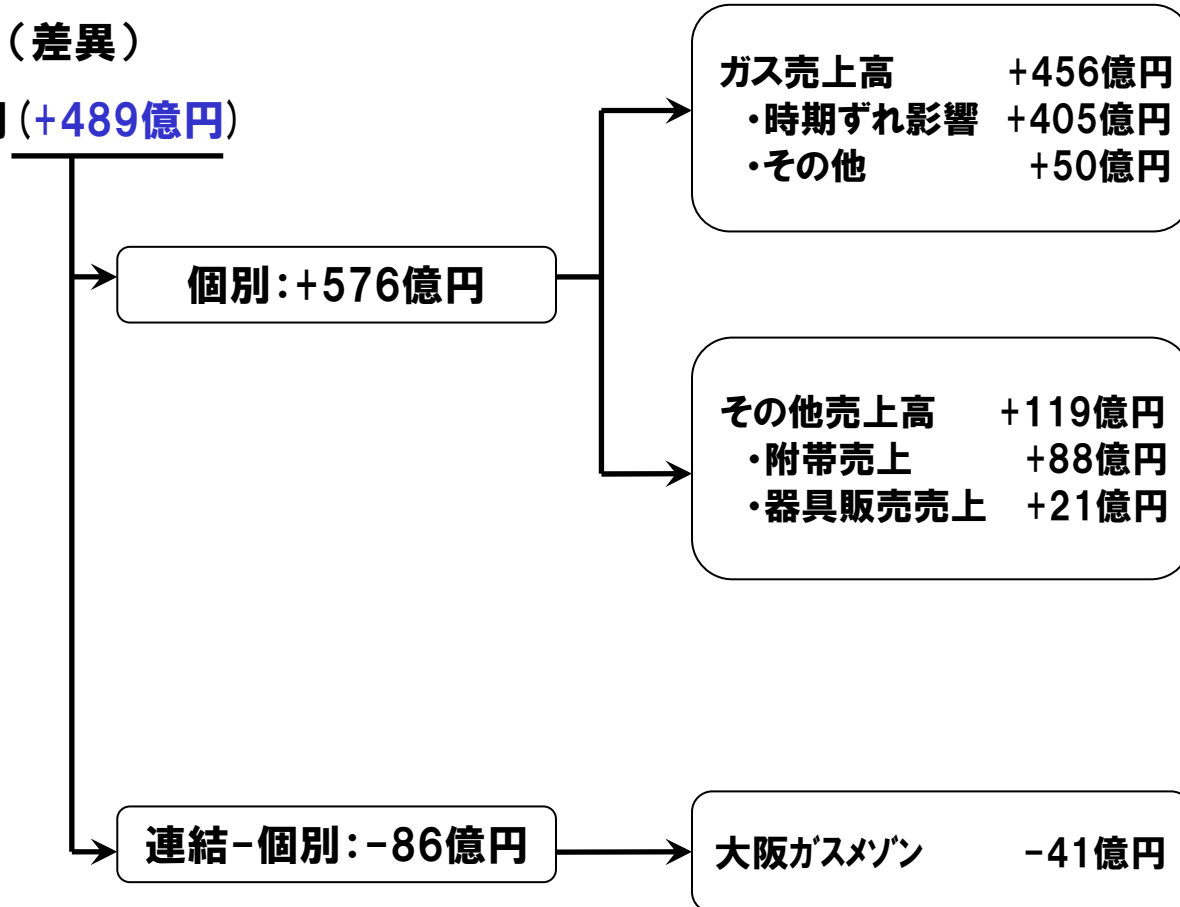 (差異)
(+489億円)
個別:+576億円
連結-個別:-86億円
ガス売上高 +456億円
・時期ずれ影響 +405億円
・その他 +50億円
その他売上高 +119億円
・附帯売上 +88億円
・器具販売売上 +21億円
大阪ガスメゾン -41億円